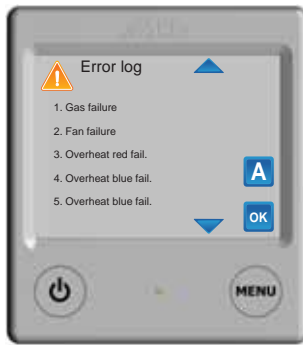 Error log
1. Gas failure
2. Fan failure
3. Overheat red fail.
4. Overheat blue fail.
5. Overheat blue fail.
A
OK
MENU